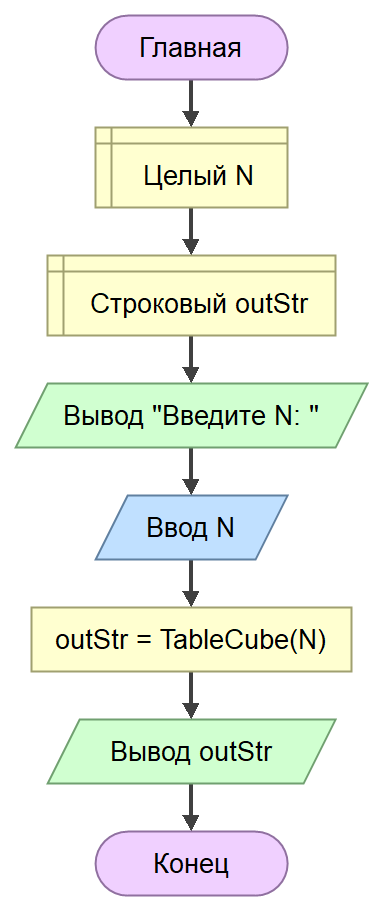 Главная
Целый N
Строковый outStr
Вывод "Введите N: "
Ввод N
outStr = TableCube(N)
Вывод outStr
Конец